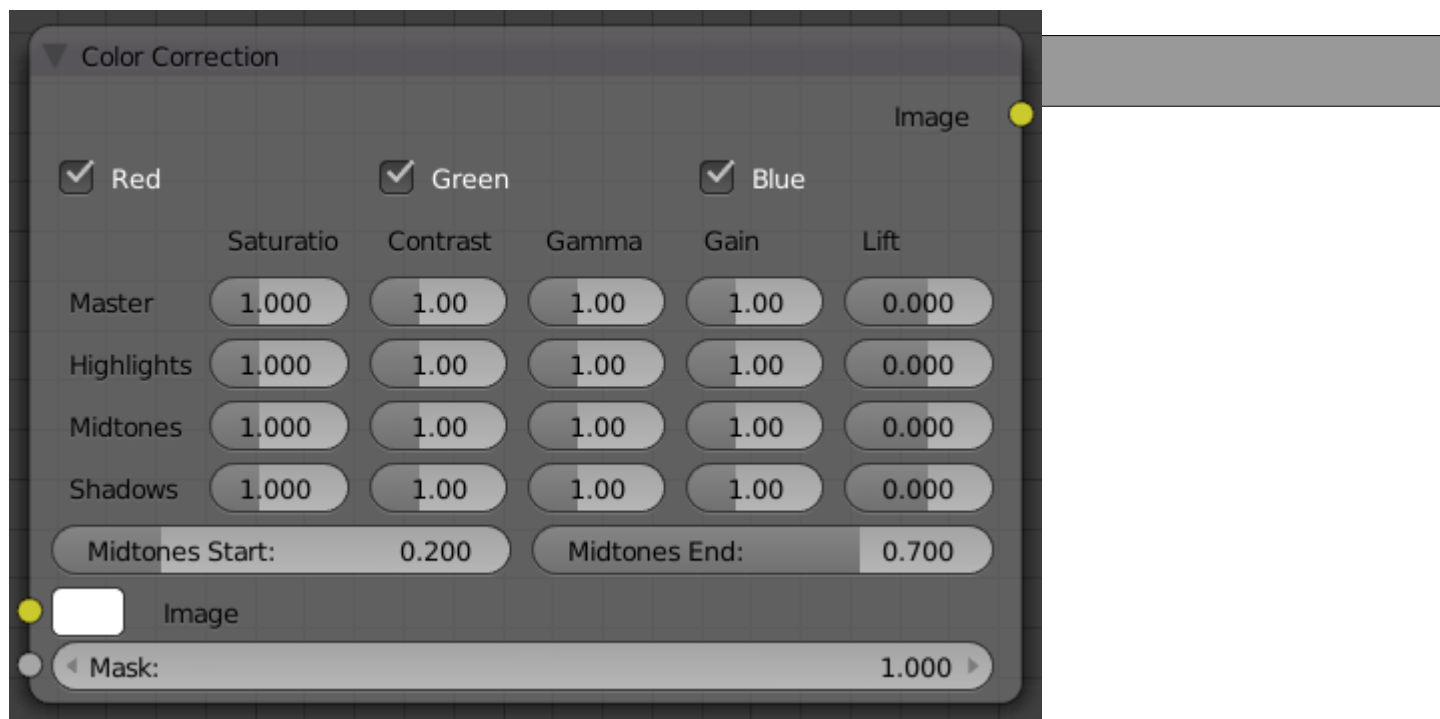 Color Correction
Image
Red Green Blue
Saturatio Contrast Gamma Gain Lift
Master 1.000 1.00 1.00 1.00 0.000
Highlights 1.000 1.00 1.00 1.00 0.000
Midtones 1.000 1.00 1.00 1.00 0.000
Shadows 1.000 1.00 1.00 1.00 0.000
Midtones Start: 0.200 Midtones End: 0.700
Image
Mask: 1.000